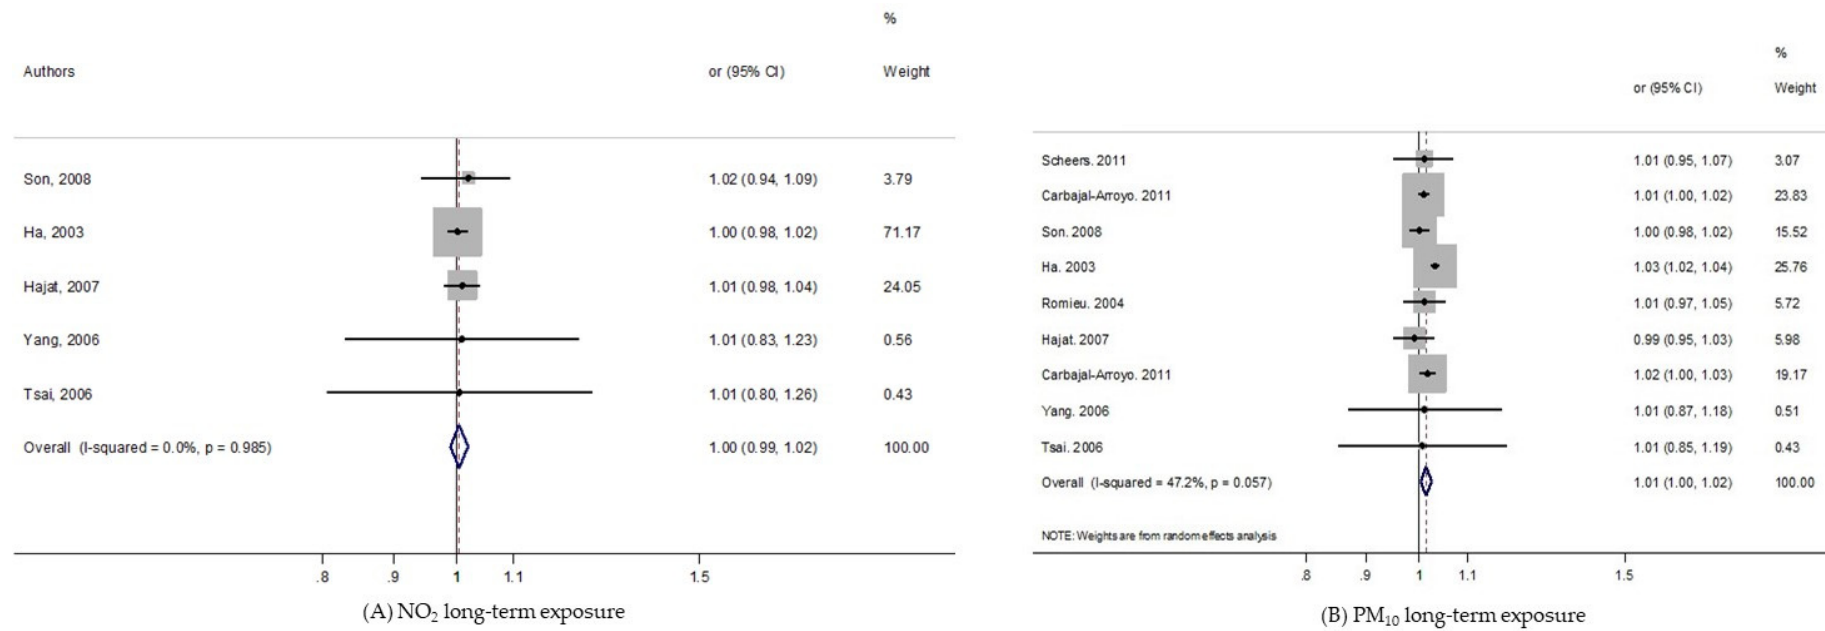 %
Authors or (95% CI) Weight
Son, 2008 1.02 (0.94, 1.09) 3.79
Ha, 2003 1.00 (0.98, 1.02) 71.17
Hajat, 2007 1.01 (0.98, 1.04) 24.05
Yang, 2006 1.01 (0.83, 1.23) 0.56
Tsai, 2006 1.01 (0.80, 1.26) 0.43
Overall (I-squared = 0.0%, p = 0.985) 1.00 (0.99, 1.02) 100.00
.8 .9 1 1.1 1.5
(A) NO₂ long-term exposure
%
or (95% CI) Weight
Scheers. 2011 1.01 (0.95, 1.07) 3.07
Carbajal-Arroyo. 2011 1.01 (1.00, 1.02) 23.83
Son. 2008 1.00 (0.98, 1.02) 15.52
Ha. 2003 1.03 (1.02, 1.04) 25.76
Romieu. 2004 1.01 (0.97, 1.05) 5.72
Hajat. 2007 0.99 (0.95, 1.03) 5.98
Carbajal-Arroyo. 2011 1.02 (1.00, 1.03) 19.17
Yang. 2006 1.01 (0.87, 1.18) 0.51
Tsai. 2006 1.01 (0.85, 1.19) 0.43
Overall (I-squared = 47.2%, p = 0.057) 1.01 (1.00, 1.02) 100.00
NOTE: Weights are from random effects analysis
.8 .9 1 1.1 1.5
(B) PM₁₀ long-term exposure